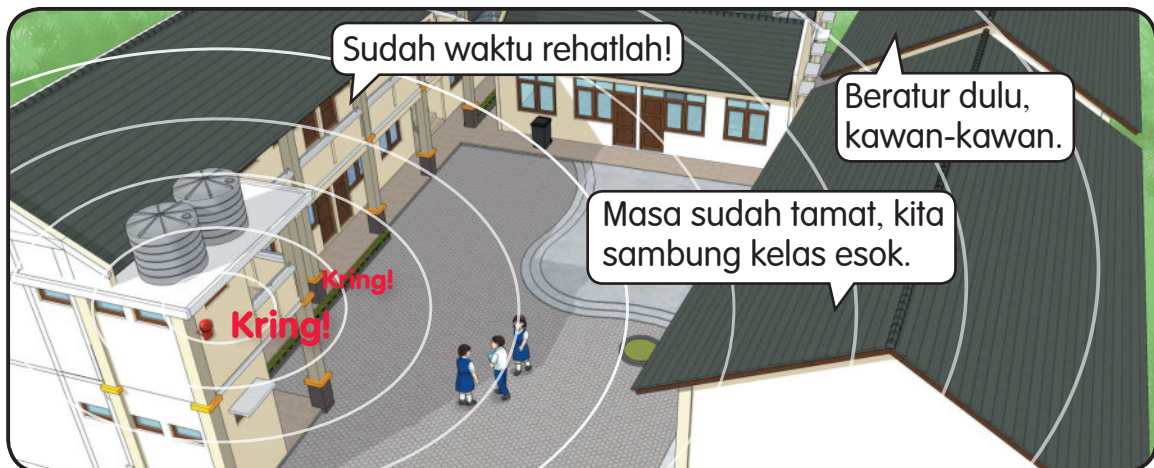 Sudah waktu rehatlah!
Beratur dulu,
kawan-kawan.
Masa sudah tamat, kita
sambung kelas esok.
Kring!
Kring!